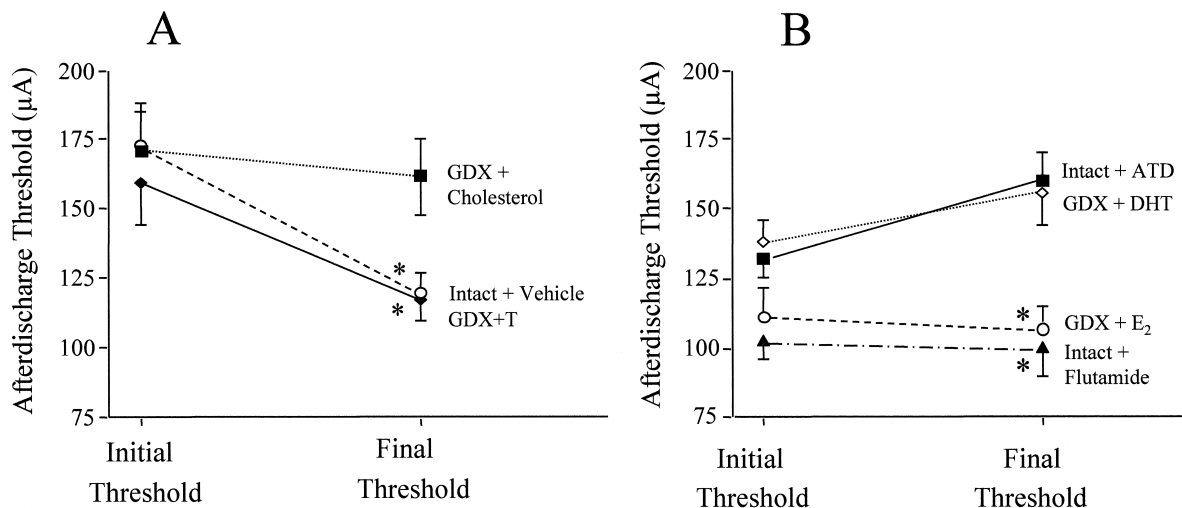 A
Afterdischarge Threshold (µA)
200
175
150
125
100
75
GDX +
Cholesterol
*
*
Intact + Vehicle
GDX+T
Initial
Threshold
Final
Threshold
B
Afterdischarge Threshold (µA)
200
175
150
125
100
75
Intact + ATD
GDX + DHT
*
GDX + E₂
*
Intact +
Flutamide
Initial
Threshold
Final
Threshold